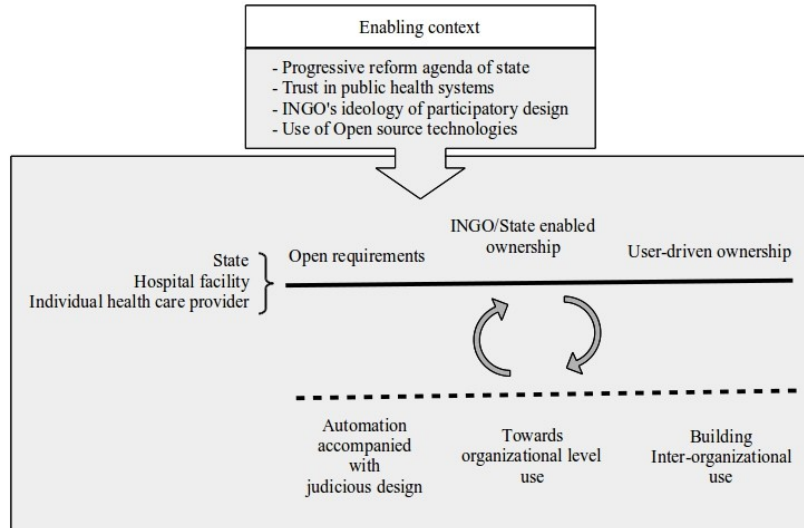 Enabling context
- Progressive reform agenda of state
- Trust in public health systems
- INGO's ideology of participatory design
- Use of Open source technologies
State
Hospital facility
Individual health care provider
Open requirements
INGO/State enabled
ownership
User-driven ownership
Automation
accompanied
with
judicious design
Towards
organizational level
use
Building
Inter-organizational
use